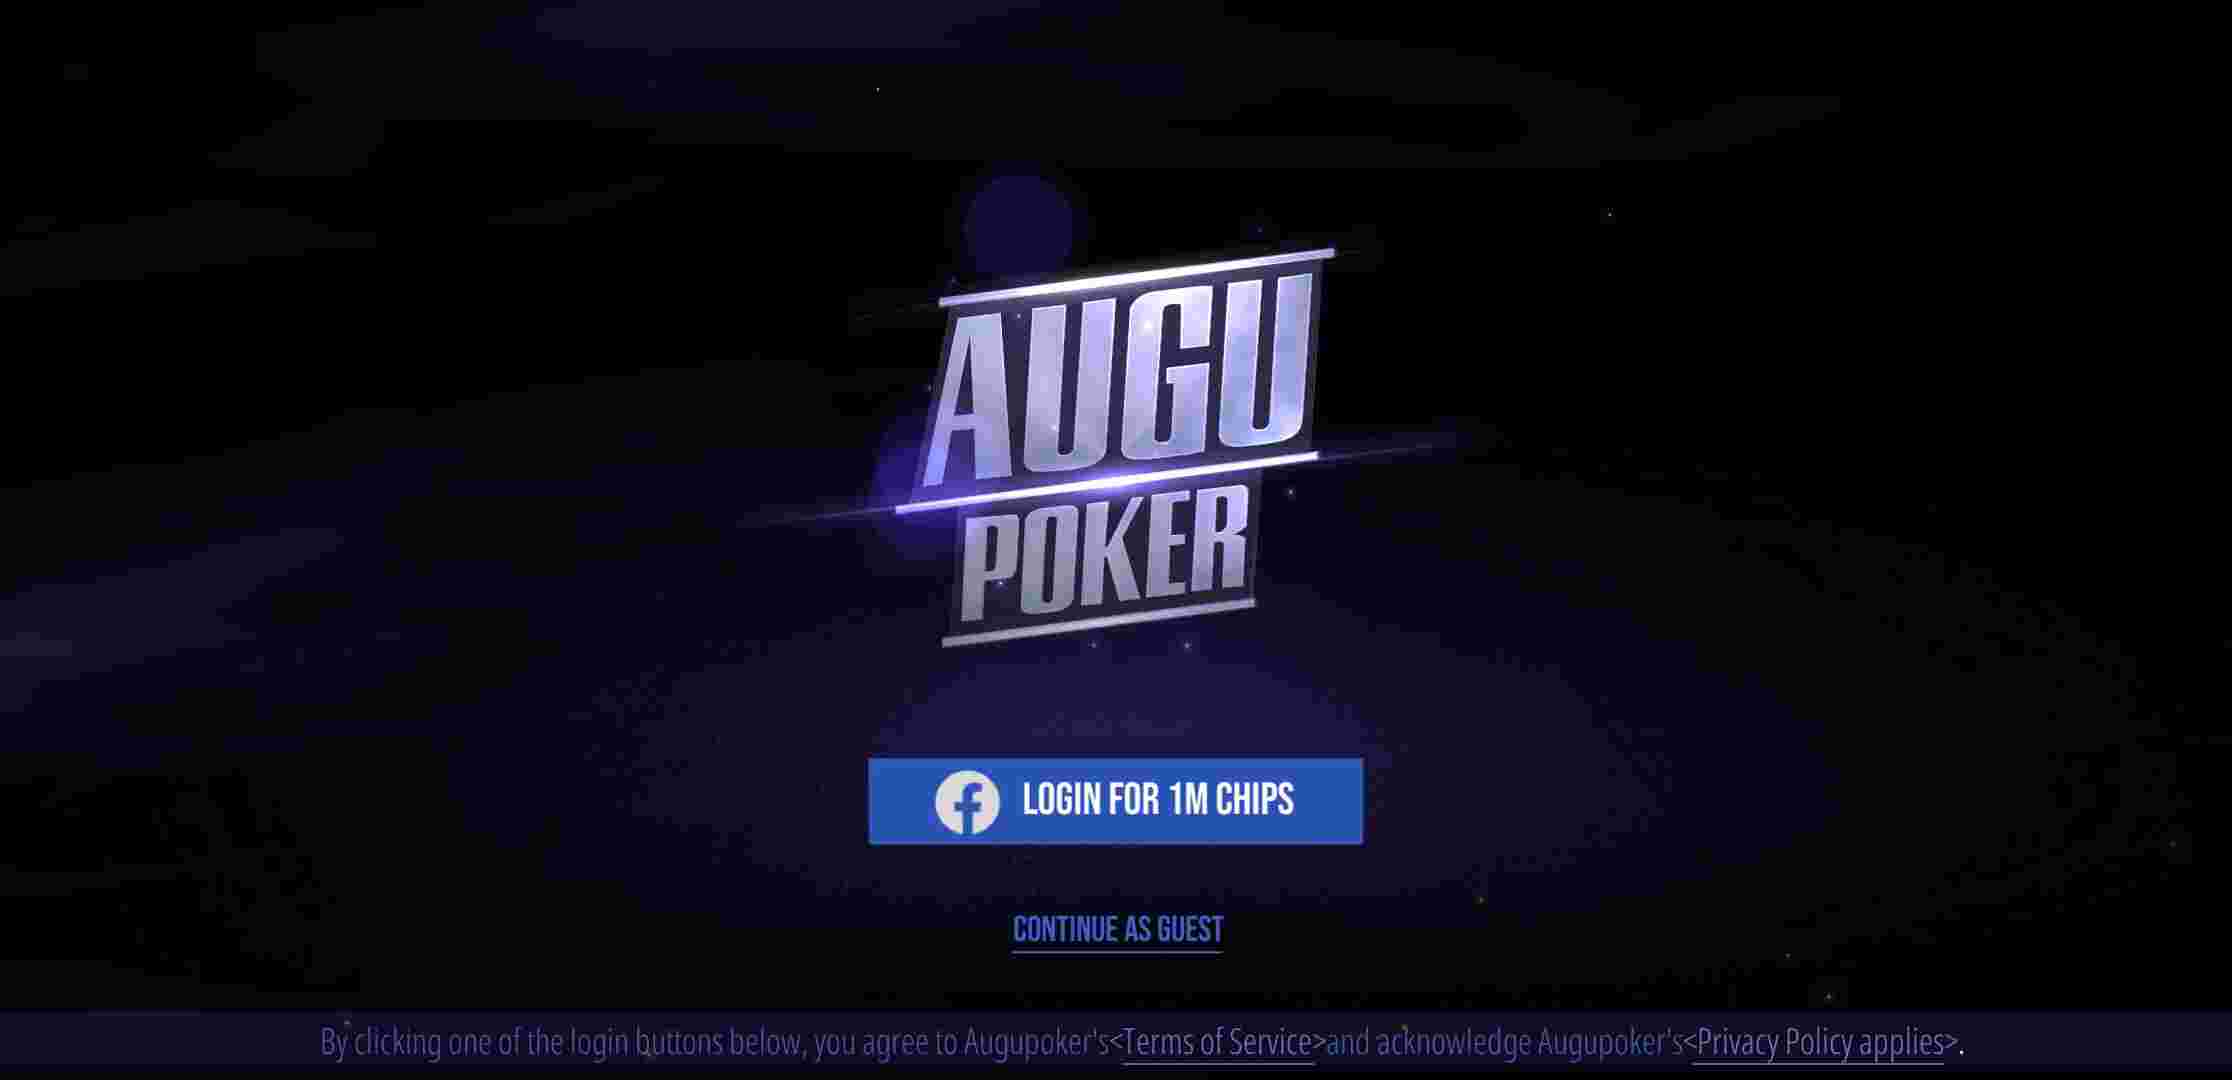 AUGU
POKER
LOGIN FOR 1M CHIPS
CONTINUE AS GUEST
By clicking one of the login buttons below, you agree to Augupoker's<Terms of Service>and acknowledge Augupoker's<Privacy Policy applies>.